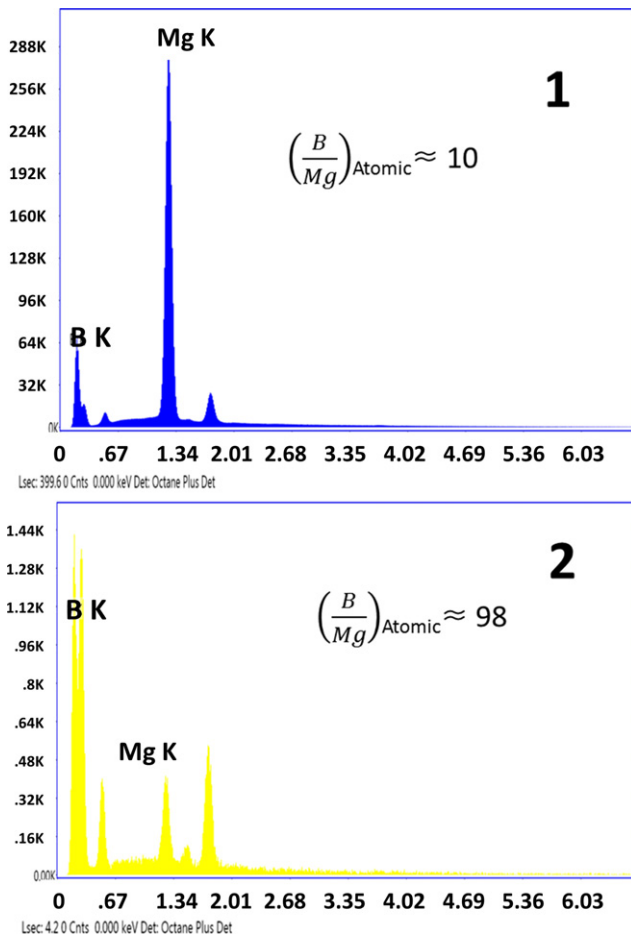 Mg K
1
288K
256K
(B/Mg)Atomic ≈ 10
224K
192K
160K
128K
96K
64K
B K
32K
0K
0 .67 1.34 2.01 2.68 3.35 4.02 4.69 5.36 6.03
Lsec: 399.6 0 Cnts 0.000 keV Det: Octane Plus Det
1.44K
2
1.28K
1.12K
B K
(B/Mg)Atomic ≈ 98
.96K
.8K
.64K
Mg K
.48K
.32K
.16K
0.00K
0 .67 1.34 2.01 2.68 3.35 4.02 4.69 5.36 6.03
Lsec: 4.2 0 Cnts 0.000 keV Det: Octane Plus Det